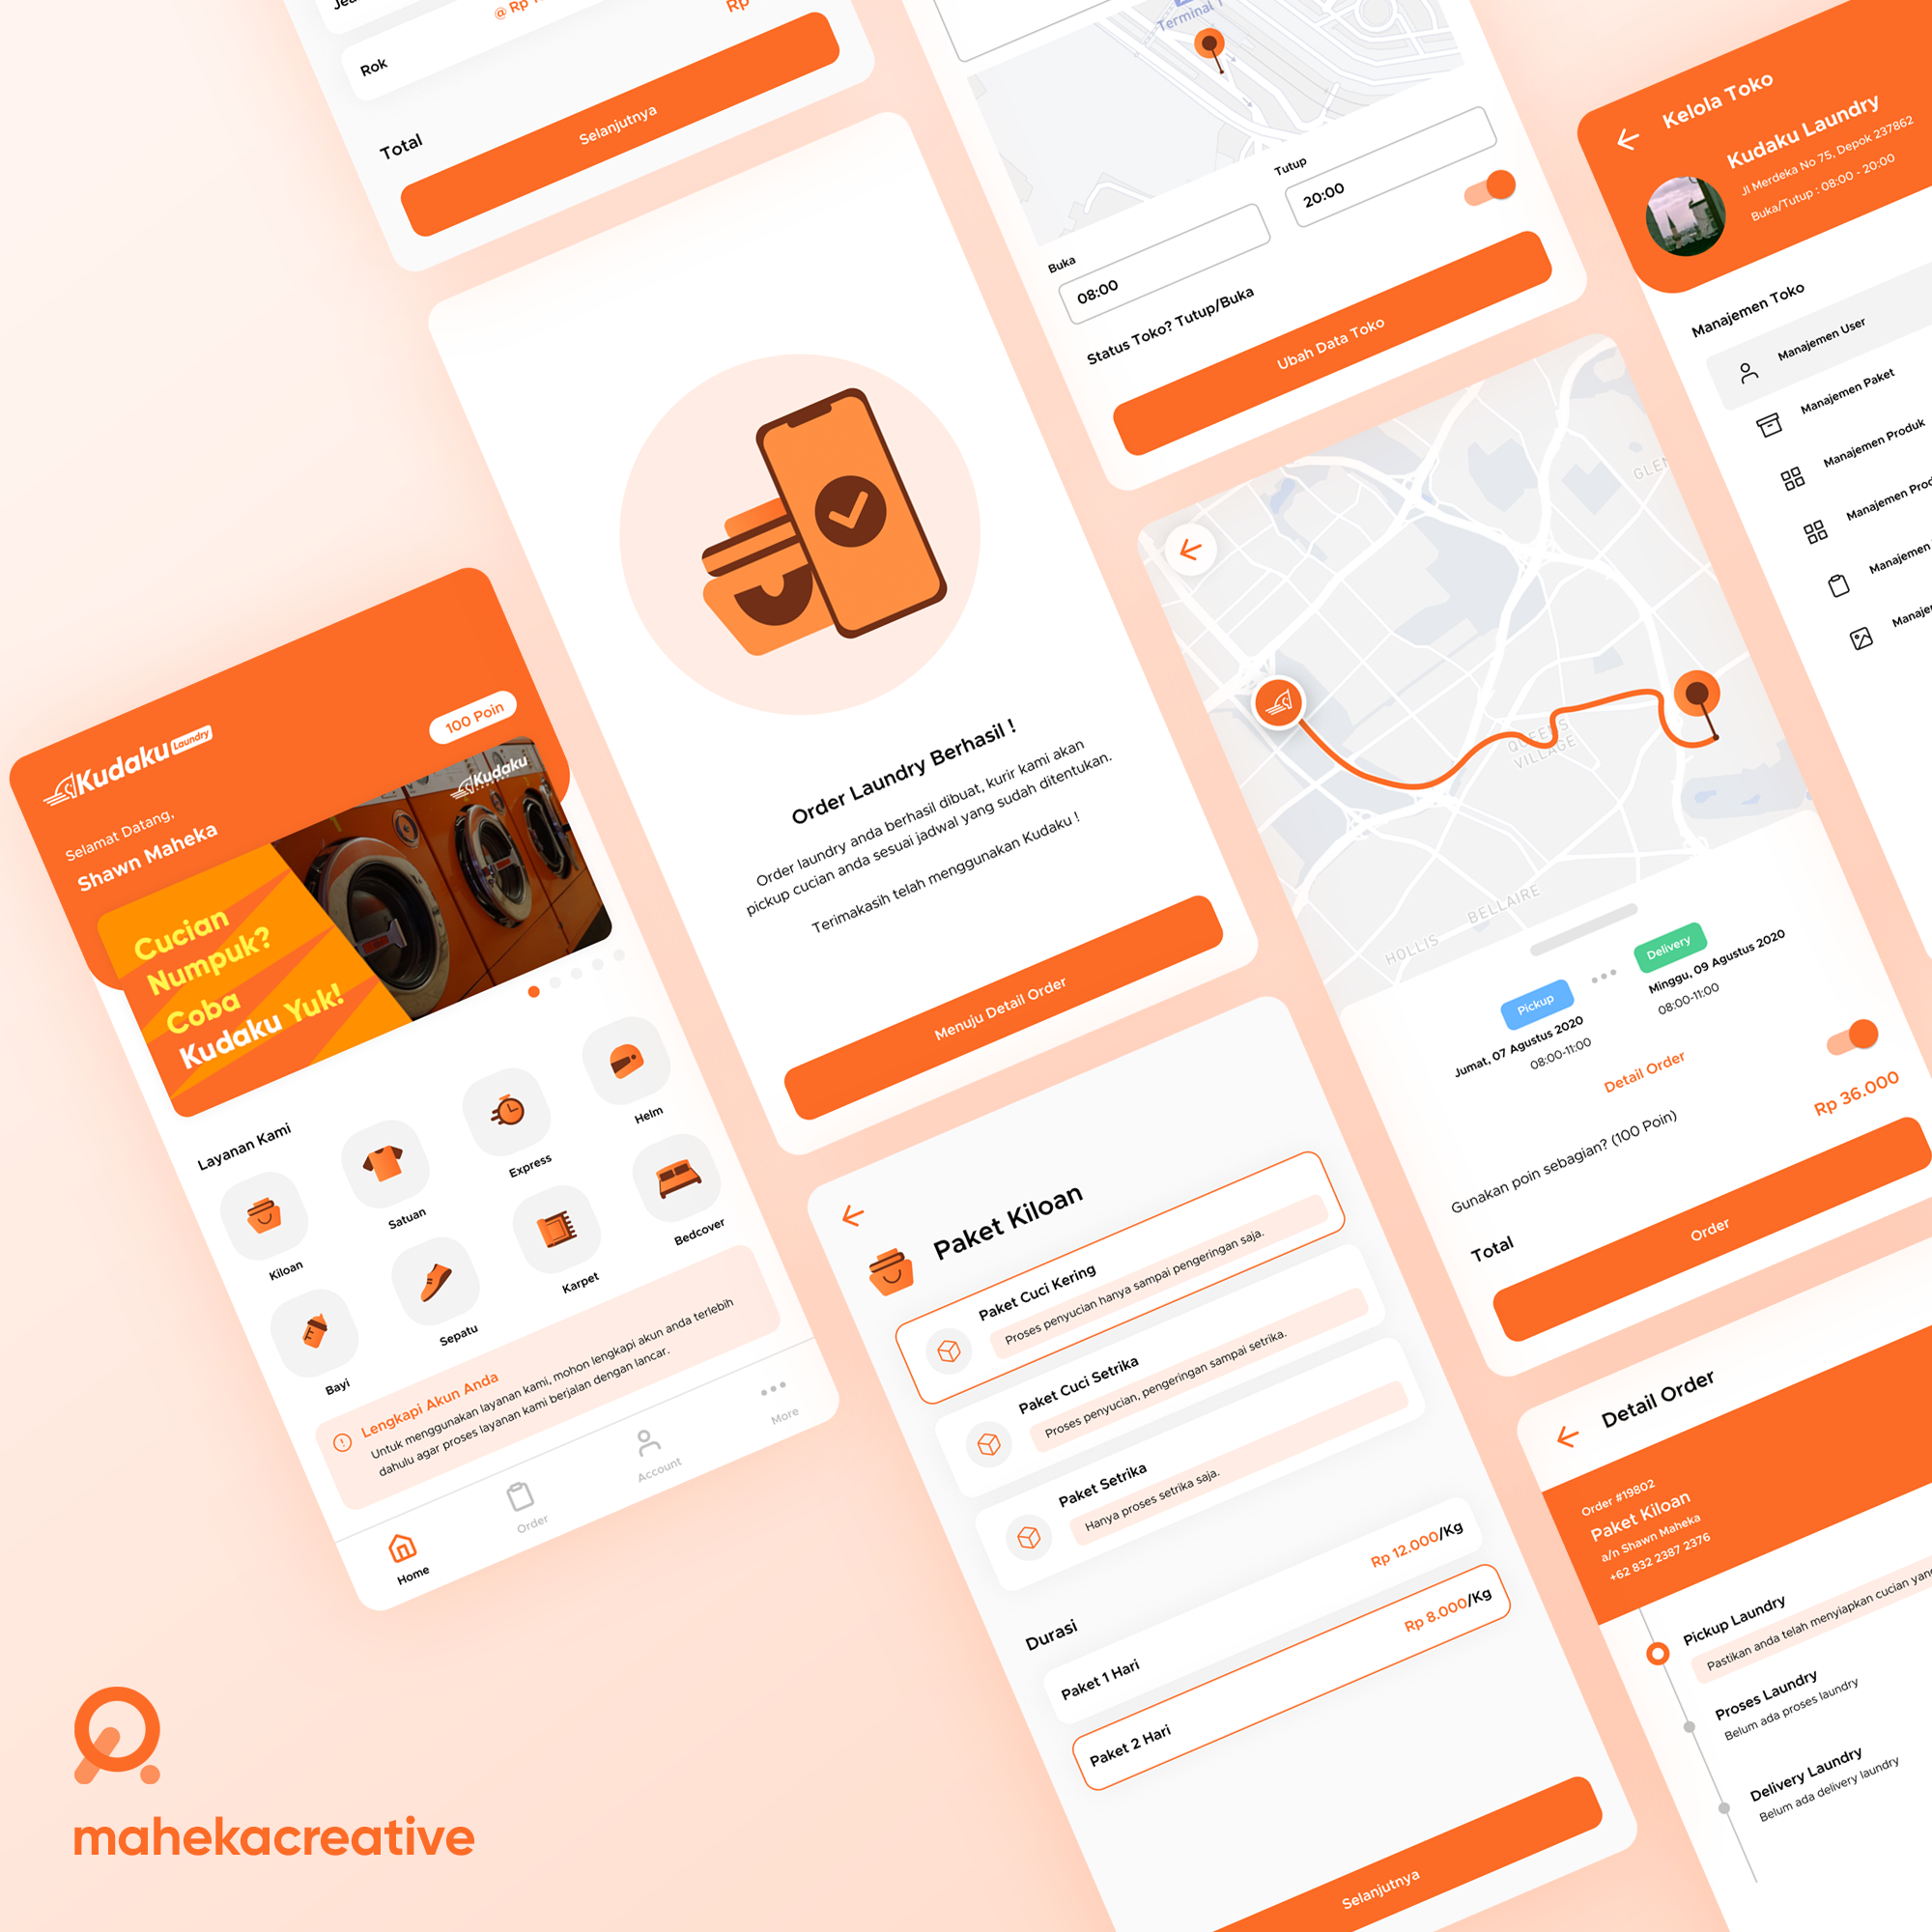 Rok
Total
Selanjutnya
Terminal 1
Buka
08:00
Tutup
20:00
Status Toko? Tutup/Buka
Ubah Data Toko
Kelola Toko
Kudaku Laundry
Jl Merdeka No 75, Depok 237862
Buka/Tutup : 08:00 - 20:00
Manajemen Toko
Manajemen User
Manajemen Paket
Manajemen Produk
Manajemen
Kudaku Laundry
100 Poin
Selamat Datang,
Shawn Maheka
Kudaku
Cucian
Numpuk?
Coba
Kudaku Yuk!
Layanan Kami
Kiloan
Satuan
Express
Helm
Bayi
Sepatu
Karpet
Bedcover
Lengkapi Akun Anda
Untuk menggunakan layanan kami, mohon lengkapi akun anda terlebih
dahulu agar proses layanan kami berjalan dengan lancar.
Home
Order
Account
More
Order Laundry Berhasil !
Order laundry anda berhasil dibuat, kurir kami akan
pickup cucian anda sesuai jadwal yang sudah ditentukan.
Terimakasih telah menggunakan Kudaku !
Menuju Detail Order
Paket Kiloan
Paket Cuci Kering
Proses penyucian hanya sampai pengeringan saja.
Paket Cuci Setrika
Proses penyucian, pengeringan sampai setrika.
Paket Setrika
Hanya proses setrika saja.
Durasi
Paket 1 Hari
Rp 12.000/Kg
Paket 2 Hari
Rp 8.000/Kg
Selanjutnya
QUEENS
VILLAGE
BELLAIRE
HOLLIS
Pickup
Jumat, 07 Agustus 2020
08:00-11:00
Delivery
Minggu, 09 Agustus 2020
08:00-11:00
Detail Order
Gunakan poin sebagian? (100 Poin)
Total
Rp 36.000
Order
Detail Order
Order #19802
Paket Kiloan
a/n Shawn Maheka
+62 832 2387 2376
Pickup Laundry
Pastikan anda telah menyiapkan cucian
Proses Laundry
Belum ada proses laundry
Delivery Laundry
Belum ada delivery laundry
mahekacreative